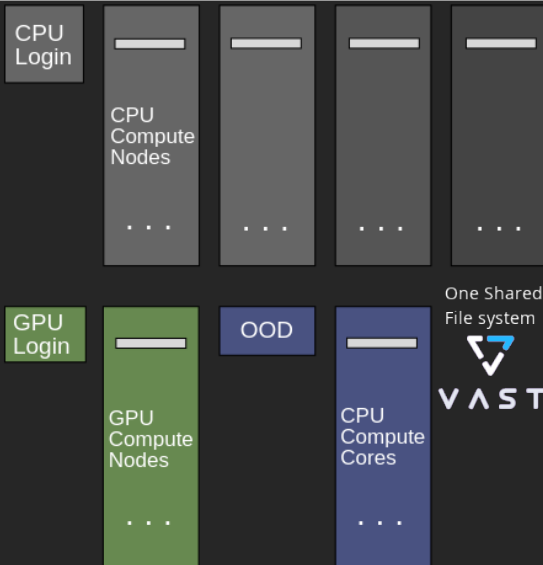 CPU
Login
CPU
Compute
Nodes
. . .
. . .
. . .
. . .
GPU
Login
GPU
Compute
Nodes
. . .
OOD
CPU
Compute
Cores
. . .
One Shared
File system
VAST